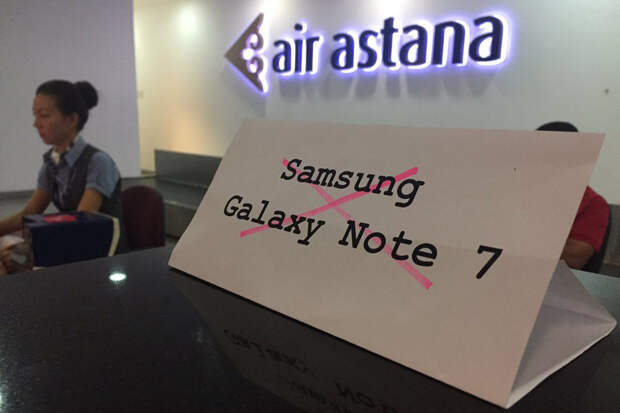 air astana
Samsung
Galaxy Note 7